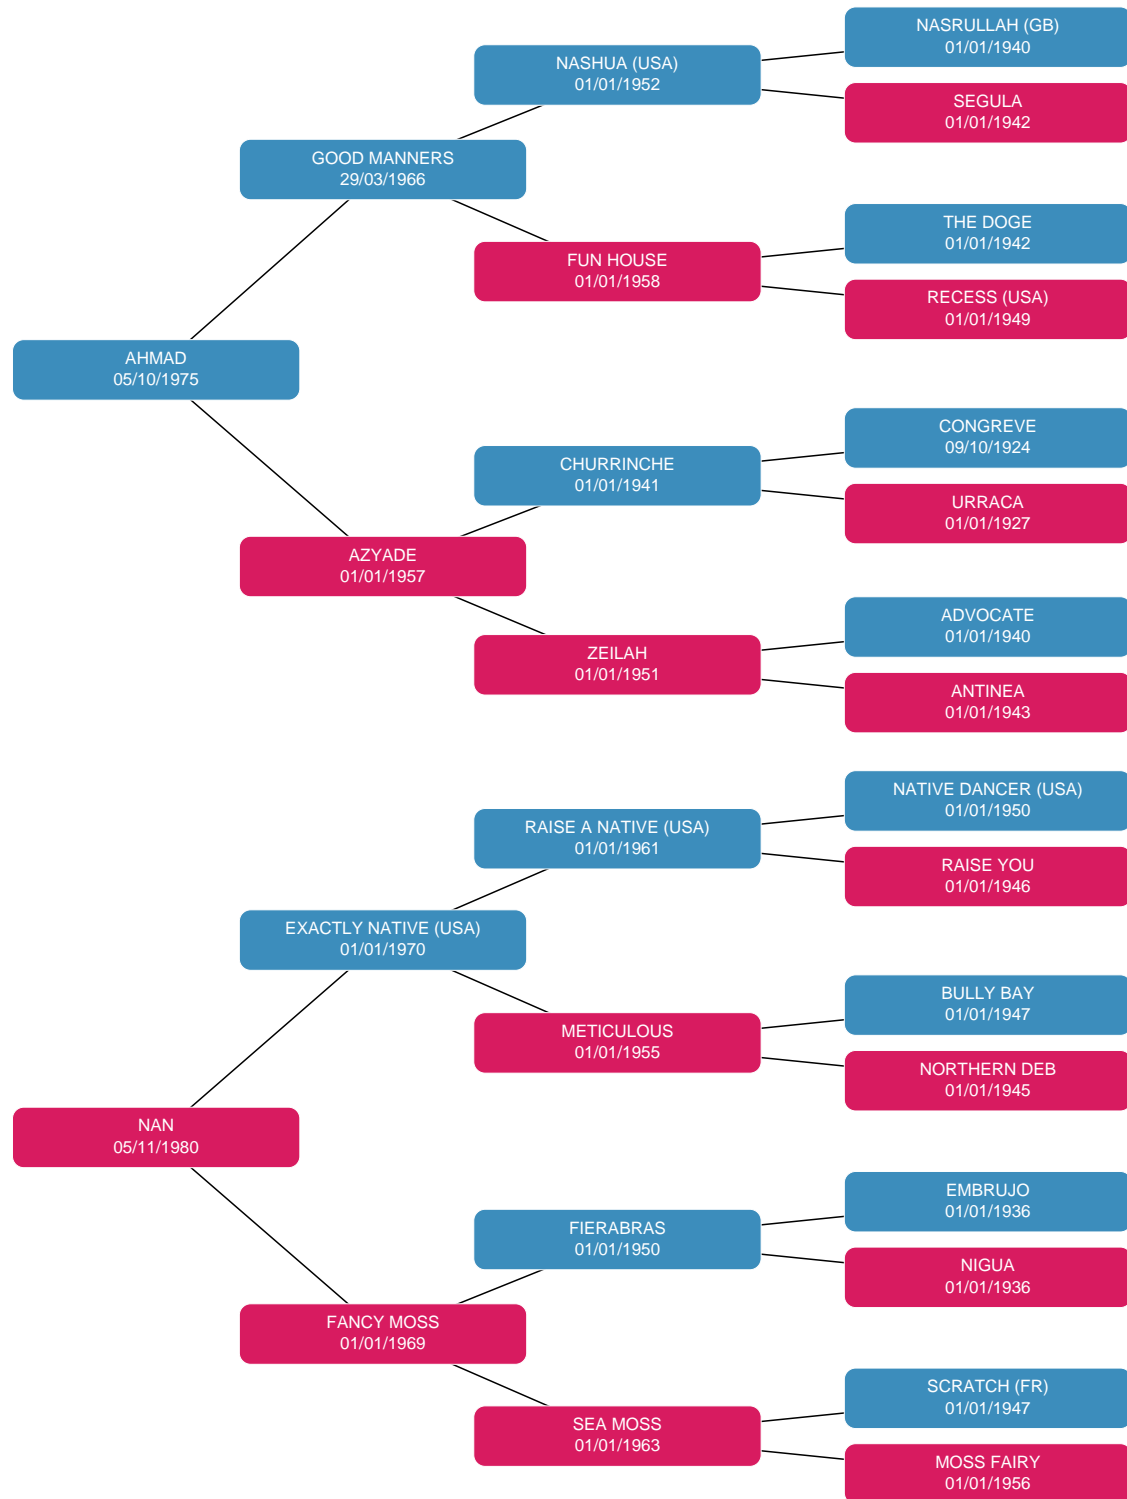 NASRULLAH (GB)
01/01/1940
NASHUA (USA)
01/01/1952
SEGULA
01/01/1942
GOOD MANNERS
29/03/1966
THE DOGE
01/01/1942
FUN HOUSE
01/01/1958
RECESS (USA)
01/01/1949
AHMAD
05/10/1975
CONGREVE
09/10/1924
CHURRINCHE
01/01/1941
URRACA
01/01/1927
AZYADE
01/01/1957
ADVOCATE
01/01/1940
ZEILAH
01/01/1951
ANTINEA
01/01/1943
NATIVE DANCER (USA)
01/01/1950
RAISE A NATIVE (USA)
01/01/1961
RAISE YOU
01/01/1946
EXACTLY NATIVE (USA)
01/01/1970
BULLY BAY
01/01/1947
METICULOUS
01/01/1955
NORTHERN DEB
01/01/1945
NAN
05/11/1980
EMBRUJO
01/01/1936
FIERABRAS
01/01/1950
NIGUA
01/01/1936
FANCY MOSS
01/01/1969
SCRATCH (FR)
01/01/1947
SEA MOSS
01/01/1963
MOSS FAIRY
01/01/1956